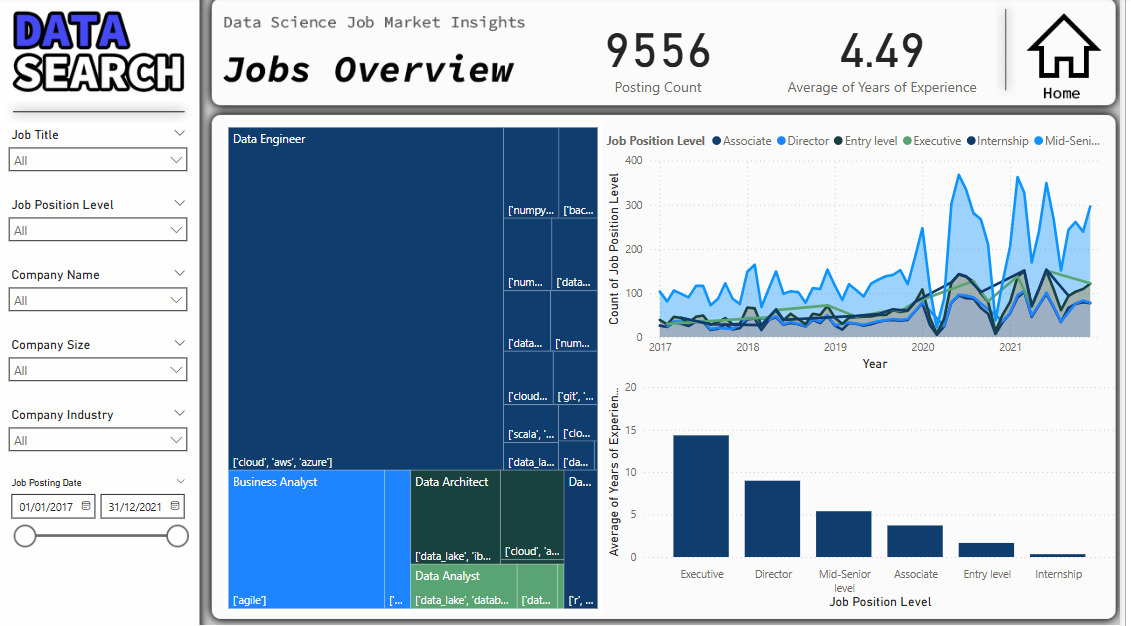 DATA
SEARCH
Job Title
All
Job Position Level
All
Company Name
All
Company Size
All
Company Industry
All
Job Posting Date
01/01/2017
31/12/2021
Data Science Job Market Insights
Jobs Overview
9556
Posting Count
4.49
Average of Years of Experience
Home
Data Engineer
['numpy...
['bac...
['num...
['data...
['data...
['num...
['cloud...
['git', '...
['scala', '...
['clo...
['cloud', 'aws', 'azure']
['data_la...
['da...
Business Analyst
['agile']
['...
Data Architect
['data_lake', 'ib...
['cloud', 'a...
Data Analyst
['data_lake', 'datab...
['dat...
Da...
['r', ...
Job Position Level
Associate
Director
Entry level
Executive
Internship
Mid-Seni...
Count of Job Position Level
400
300
200
100
0
2017
2018
2019
2020
2021
Year
Average of Years of Experien...
20
15
10
5
0
Executive
Director
Mid-Senior
level
Associate
Entry level
Internship
Job Position Level